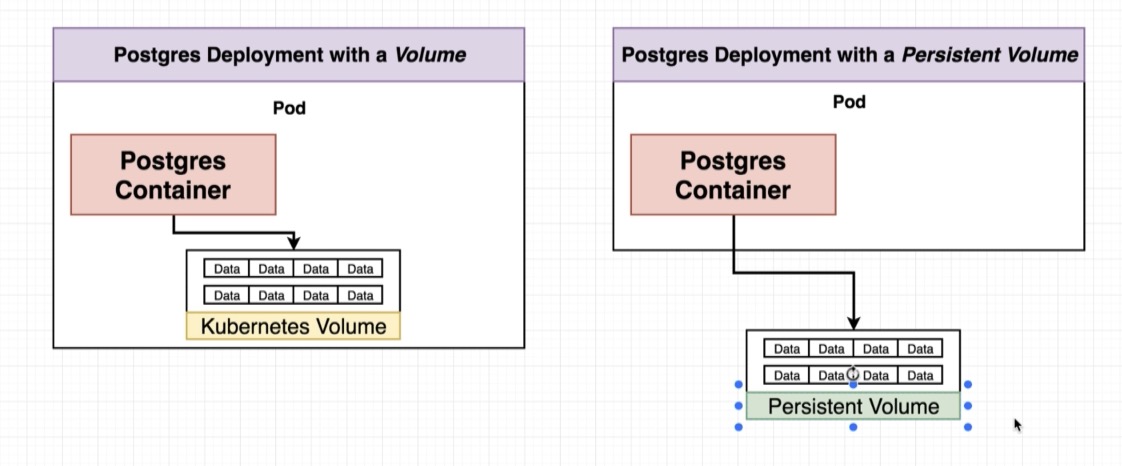 Postgres Deployment with a Volume
Pod
Postgres
Container
Data Data Data Data
Data Data Data Data
Kubernetes Volume
Postgres Deployment with a Persistent Volume
Pod
Postgres
Container
Data Data Data Data
Data Data Data Data
Persistent Volume